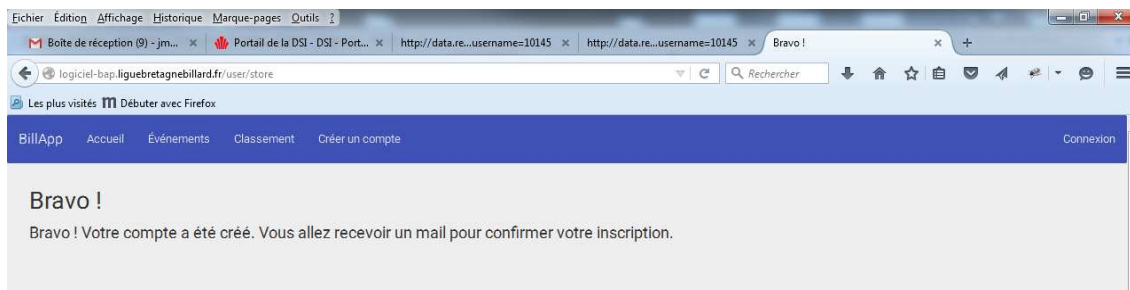 Fichier Édition Affichage Historique Marque-pages Outils ?
Boîte de réception (9) - jm... × Portail de la DSI - DSI - Port... × http://data.re...username=10145 × http://data.re...username=10145 × Bravo ! × +
logiciel-bap.liguebretagnebillard.fr/user/store Rechercher
Les plus visités Débuter avec Firefox
BillApp Accueil Événements Classement Créer un compte Connexion
Bravo !
Bravo ! Votre compte a été créé. Vous allez recevoir un mail pour confirmer votre inscription.